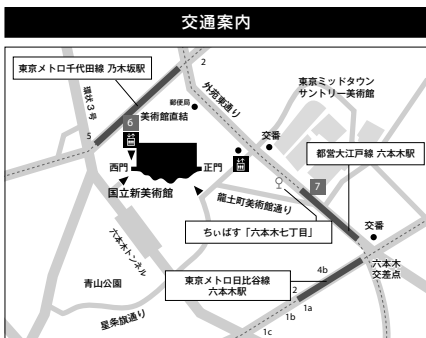 交通案内
東京メトロ千代田線 乃木坂駅
2
環状3号
郵便局
美術館直結
6
5
外苑東通り
東京ミッドタウン
サントリー美術館
交番
都営大江戸線 六本木駅
西門
正門
国立新美術館
7
龍土町美術館通り
ちぃばす「六本木七丁目」
交番
六本木
交差点
六本木トンネル
東京メトロ日比谷線
六本木駅
4b
青山公園
2
1a
1b
1c
星条旗通り